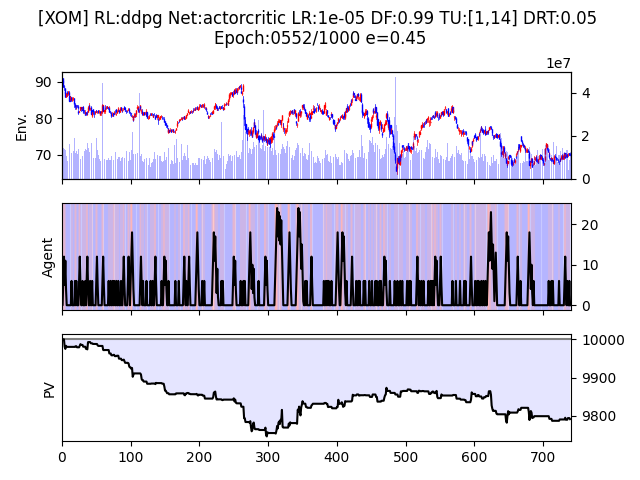 [XOM] RL:ddpg Net:actorcritic LR:1e-05 DF:0.99 TU:[1,14] DRT:0.05
Epoch:0552/1000 e=0.45
1e7
90
80
70
Env.
4
2
0
Agent
20
10
0
PV
10000
9900
9800
0 100 200 300 400 500 600 700